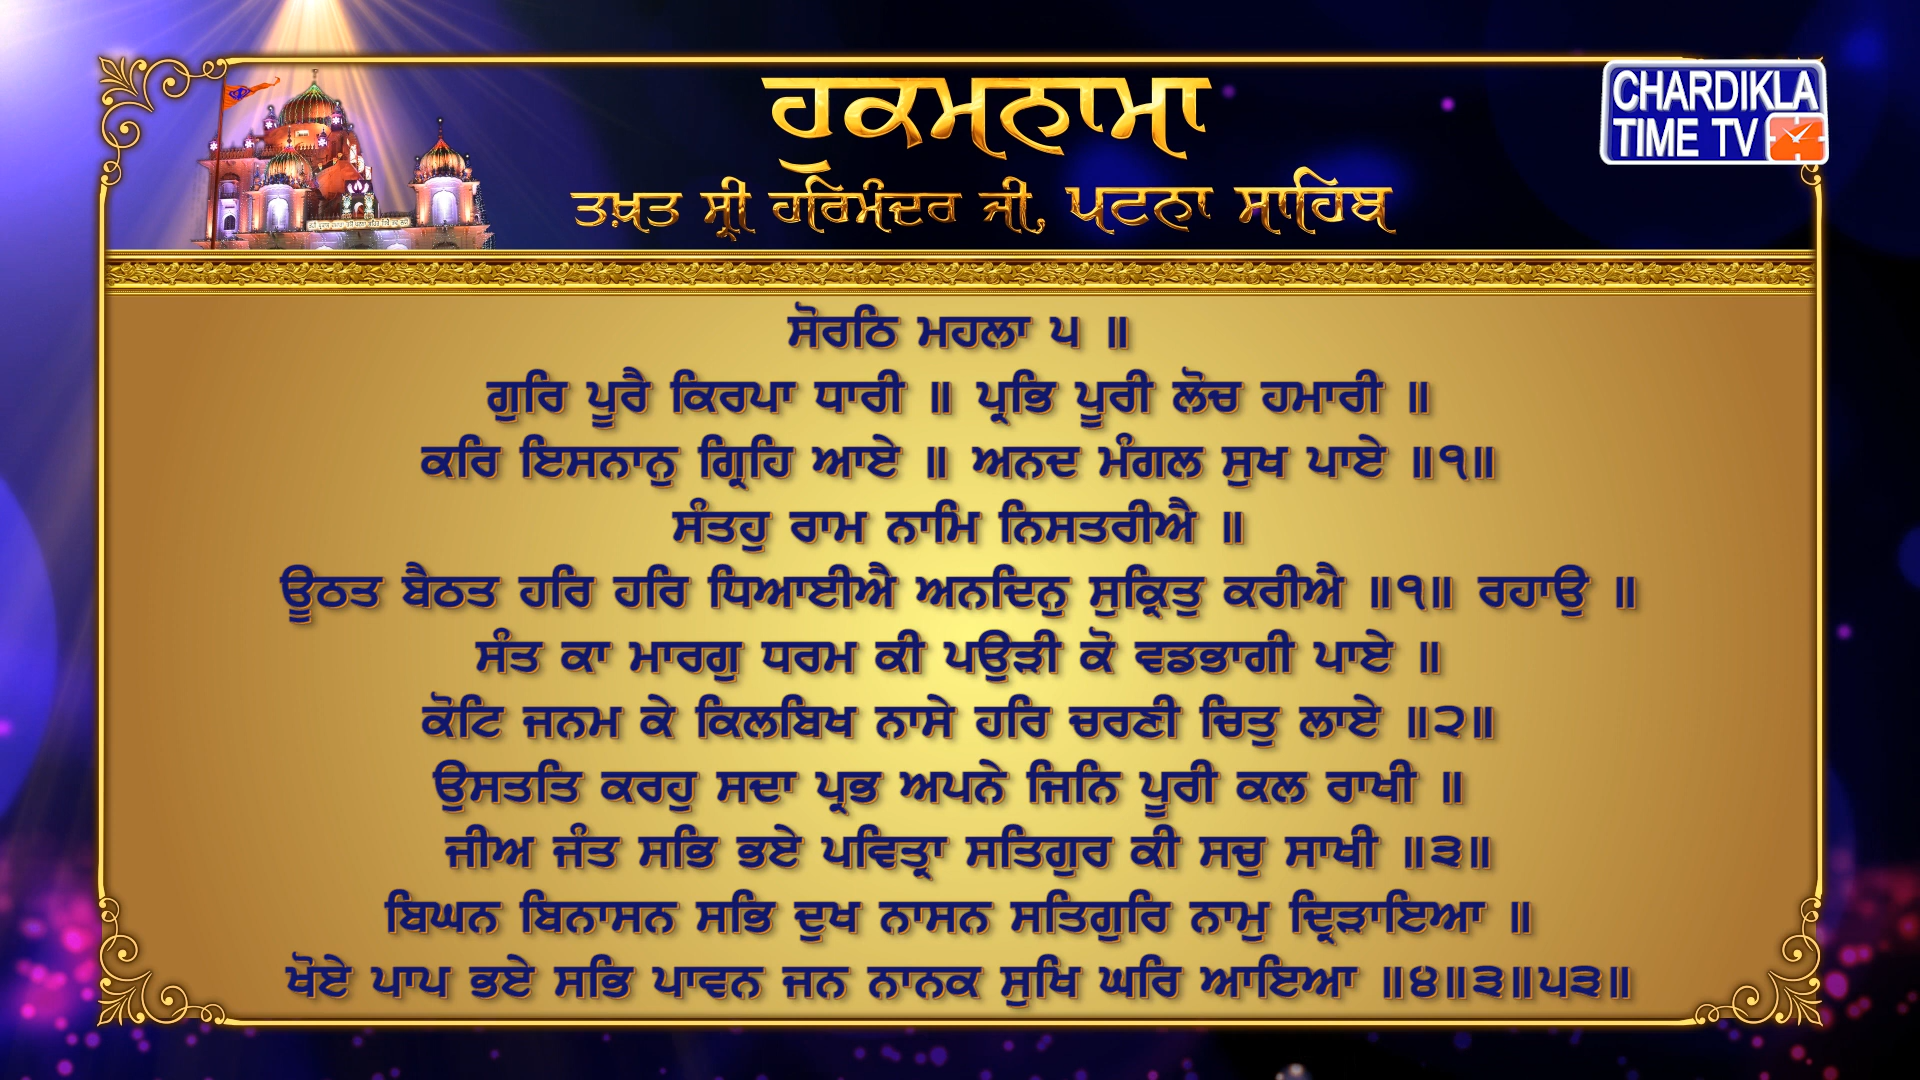 ਹੁਕਮਨਾਮਾ
CHARDIKLA
TIME TV
ਤਖ਼ਤ ਸ੍ਰੀ ਹਰਿਮੰਦਰ ਜੀ, ਪਟਨਾ ਸਾਹਿਬ
ਸੋਰਠਿ ਮਹਲਾ ੫ ॥
ਗੁਰਿ ਪੂਰੈ ਕਿਰਪਾ ਧਾਰੀ ॥ ਪ੍ਰਭਿ ਪੂਰੀ ਲੋਚ ਹਮਾਰੀ ॥
ਕਰਿ ਇਸਨਾਨੁ ਗ੍ਰਿਹਿ ਆਏ ॥ ਅਨਦ ਮੰਗਲ ਸੁਖ ਪਾਏ ॥੧॥
ਸੰਤਹੁ ਰਾਮ ਨਾਮਿ ਨਿਸਤਰੀਐ ॥
ਊਠਤ ਬੈਠਤ ਹਰਿ ਹਰਿ ਧਿਆਈਐ ਅਨਦਿਨੁ ਸੁਕ੍ਰਿਤੁ ਕਰੀਐ ॥੧॥ ਰਹਾਉ ॥
ਸੰਤ ਕਾ ਮਾਰਗੁ ਧਰਮ ਕੀ ਪਉੜੀ ਕੋ ਵਡਭਾਗੀ ਪਾਏ ॥
ਕੋਟਿ ਜਨਮ ਕੇ ਕਿਲਬਿਖ ਨਾਸੇ ਹਰਿ ਚਰਣੀ ਚਿਤੁ ਲਾਏ ॥੨॥
ਉਸਤਤਿ ਕਰਹੁ ਸਦਾ ਪ੍ਰਭ ਅਪਨੇ ਜਿਨਿ ਪੂਰੀ ਕਲ ਰਾਖੀ ॥
ਜੀਅ ਜੰਤ ਸਭਿ ਭਏ ਪਵਿਤ੍ਰਾ ਸਤਿਗੁਰ ਕੀ ਸਚੁ ਸਾਖੀ ॥੩॥
ਬਿਘਨ ਬਿਨਾਸਨ ਸਭਿ ਦੁਖ ਨਾਸਨ ਸਤਿਗੁਰਿ ਨਾਮੁ ਦ੍ਰਿੜਾਇਆ ॥
ਖੋਏ ਪਾਪ ਭਏ ਸਭਿ ਪਾਵਨ ਜਨ ਨਾਨਕ ਸੁਖਿ ਘਰਿ ਆਇਆ ॥੪॥੩॥੫੩॥